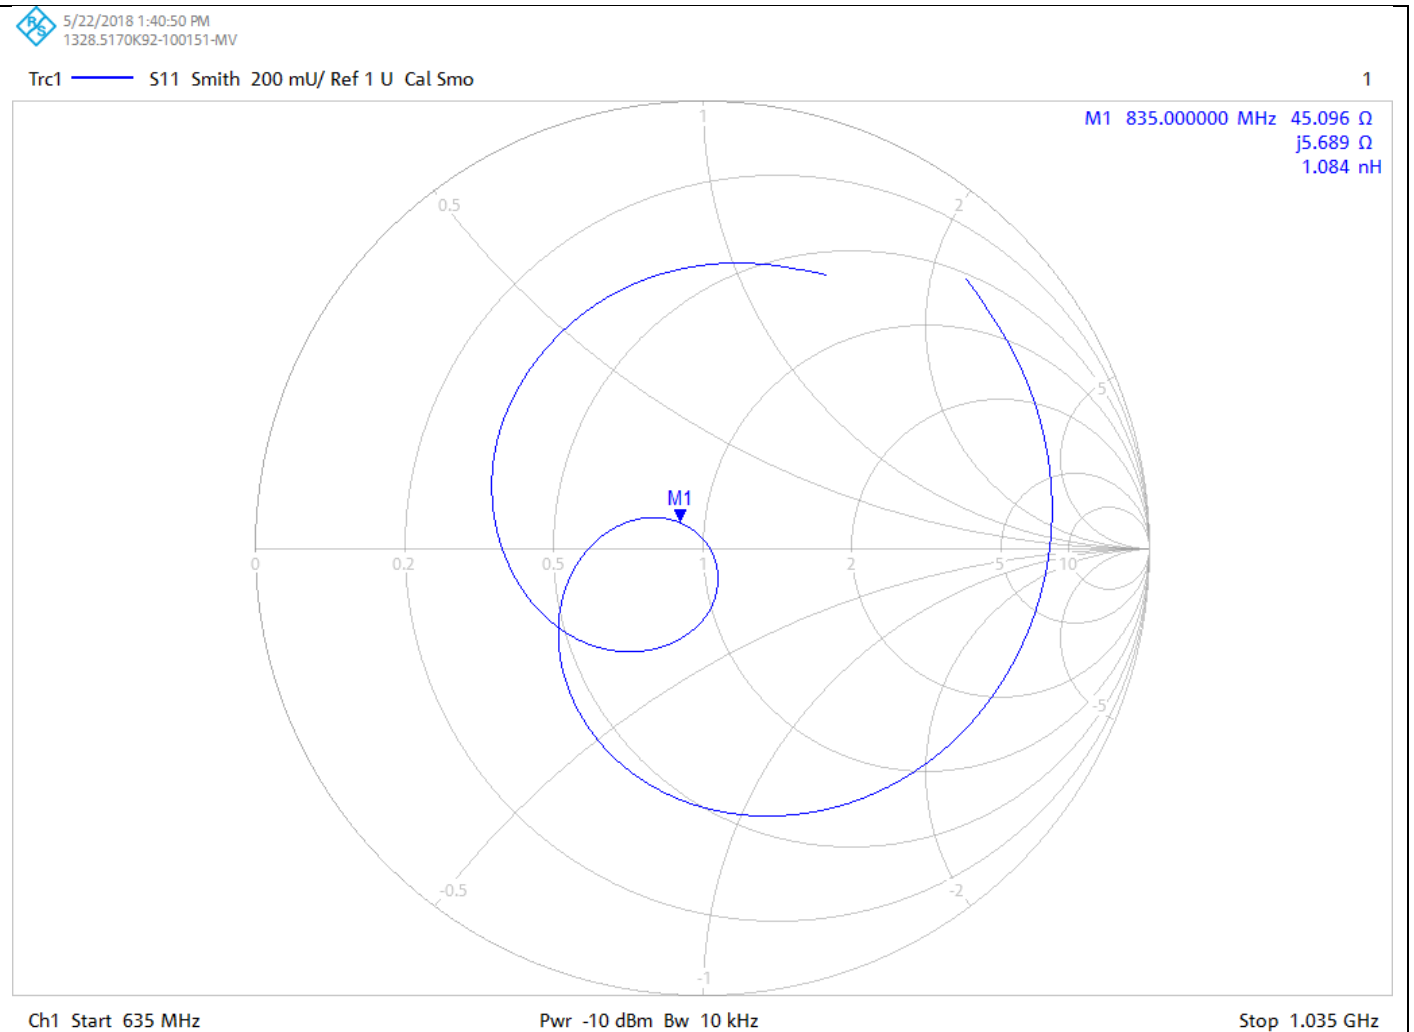 R&S
5/22/2018 1:40:50 PM
1328.5170K92-100151-MV
Trc1 S11 Smith 200 mU/ Ref 1 U Cal Smo 1
M1 835.000000 MHz 45.096 Ω
j5.689 Ω
1.084 nH
1
0.5 2
5
M1
0 0.2 0.5 1 2 5 10
-5
-0.5 -2
-1
Ch1 Start 635 MHz Pwr -10 dBm Bw 10 kHz Stop 1.035 GHz